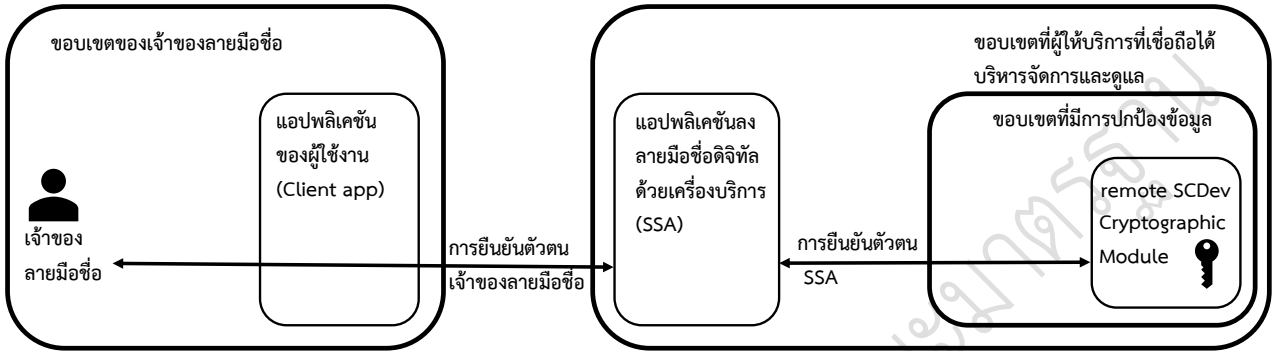 ขอบเขตของเจ้าของลายมือชื่อ
แอปพลิเคชัน
ของผู้ใช้งาน
(Client app)
เจ้าของ
ลายมือชื่อ
การยืนยันตัวตน
เจ้าของลายมือชื่อ
ขอบเขตที่ผู้ให้บริการที่เชื่อถือได้
บริหารจัดการและดูแล
แอปพลิเคชันลง
ลายมือชื่อดิจิทัล
ด้วยเครื่องบริการ
(SSA)
การยืนยันตัวตน
SSA
ขอบเขตที่มีการปกป้องข้อมูล
remote SCDev
Cryptographic
Module